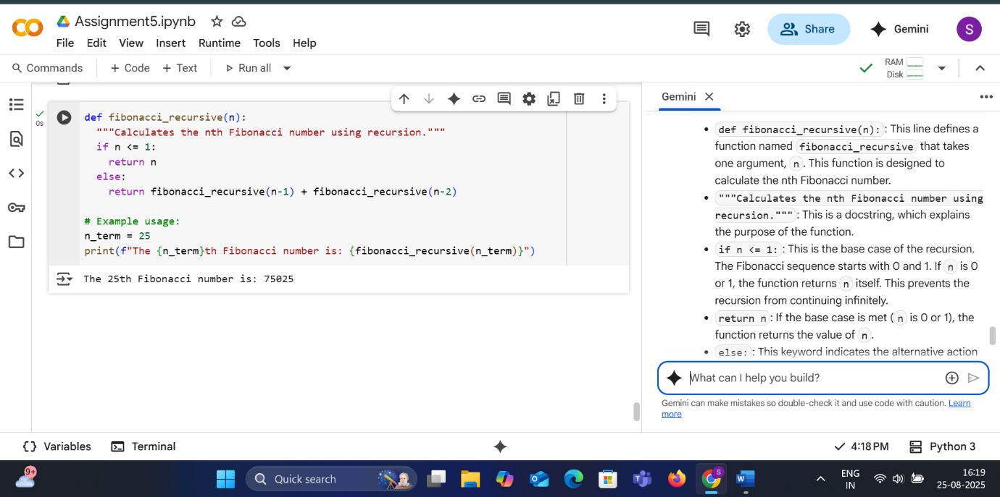 Assignment5.ipynb
File Edit View Insert Runtime Tools Help
Share
Gemini
S
Commands
+ Code + Text
Run all
RAM
Disk
0s
def fibonacci_recursive(n):
"""Calculates the nth Fibonacci number using recursion."""
if n <= 1:
return n
else:
return fibonacci_recursive(n-1) + fibonacci_recursive(n-2)
# Example usage:
n_term = 25
print(f"The {n_term}th Fibonacci number is: {fibonacci_recursive(n_term)}")
The 25th Fibonacci number is: 75025
Gemini
• def fibonacci_recursive(n): : This line defines a
function named fibonacci_recursive that takes
one argument, n . This function is designed to
calculate the nth Fibonacci number.
• """Calculates the nth Fibonacci number using
recursion.""" : This is a docstring, which explains
the purpose of the function.
• if n <= 1: : This is the base case of the recursion.
The Fibonacci sequence starts with 0 and 1. If n is 0
or 1, the function returns n itself. This prevents the
recursion from continuing infinitely.
• return n : If the base case is met ( n is 0 or 1), the
function returns the value of n .
• else: : This keyword indicates the alternative action
What can I help you build?
Gemini can make mistakes so double-check it and use code with caution. Learn
more
Variables
Terminal
4:18 PM
Python 3
9+
Quick search
S
ENG
IN
16:19
25-08-2025